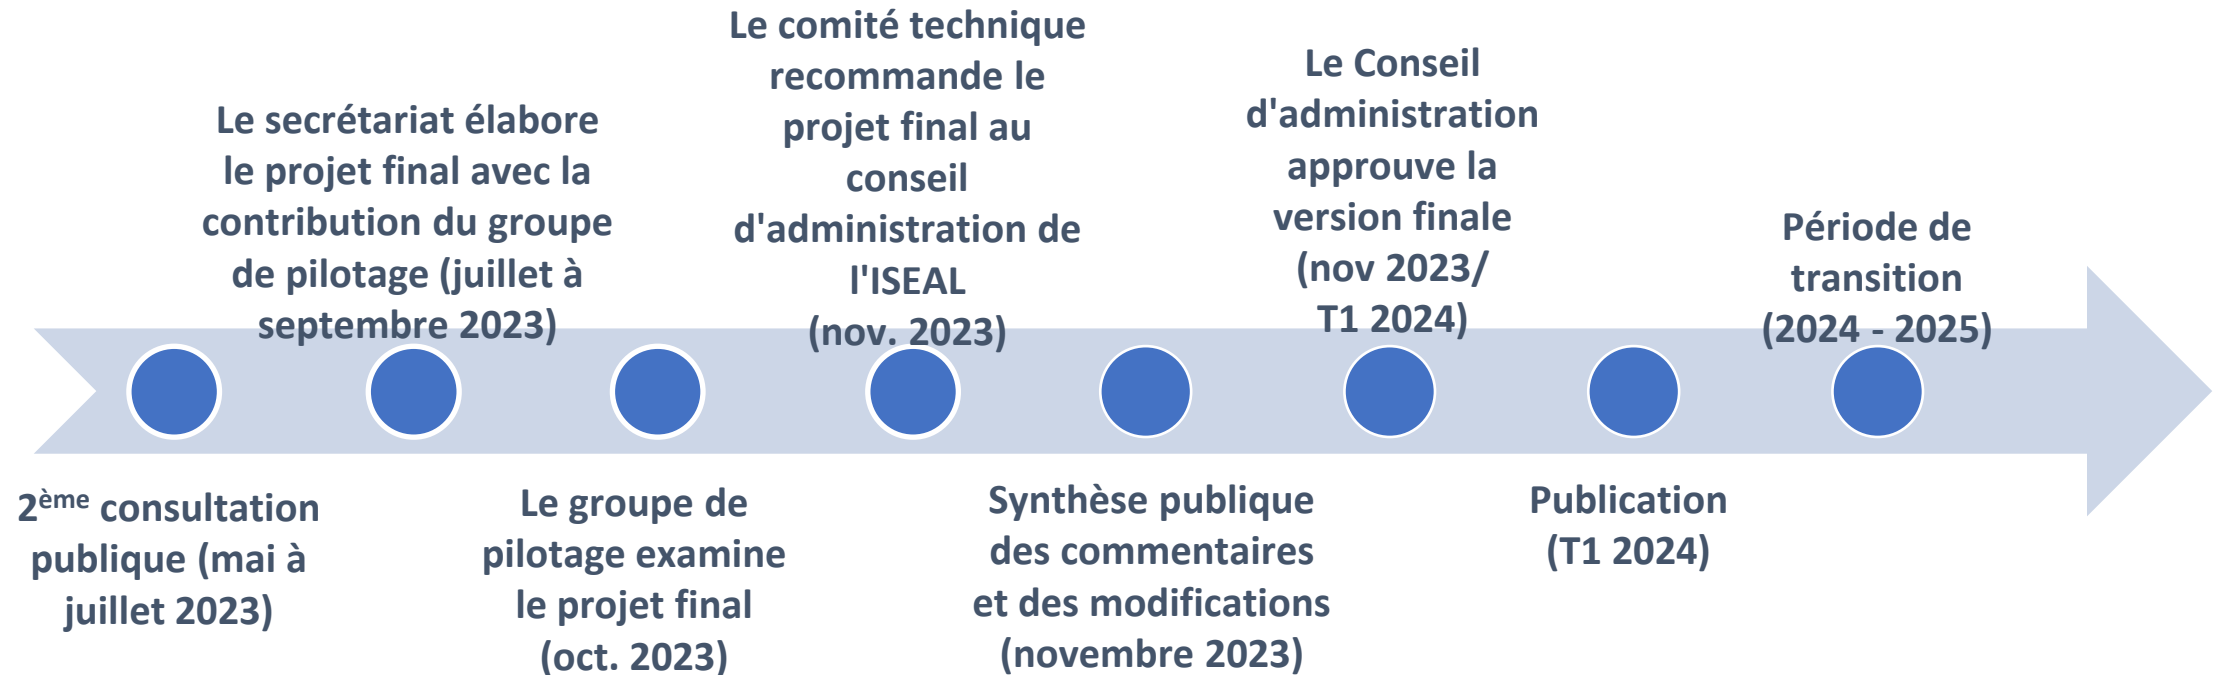 2ème consultation
publique (mai à
juillet 2023)
Le secrétariat élabore
le projet final avec la
contribution du groupe
de pilotage (juillet à
septembre 2023)
Le groupe de
pilotage examine
le projet final
(oct. 2023)
Le comité technique
recommande le
projet final au
conseil
d'administration de
l'ISEAL
(nov. 2023)
Synthèse publique
des commentaires
et des modifications
(novembre 2023)
Le Conseil
d'administration
approuve la
version finale
(nov 2023/
T1 2024)
Publication
(T1 2024)
Période de
transition
(2024 - 2025)